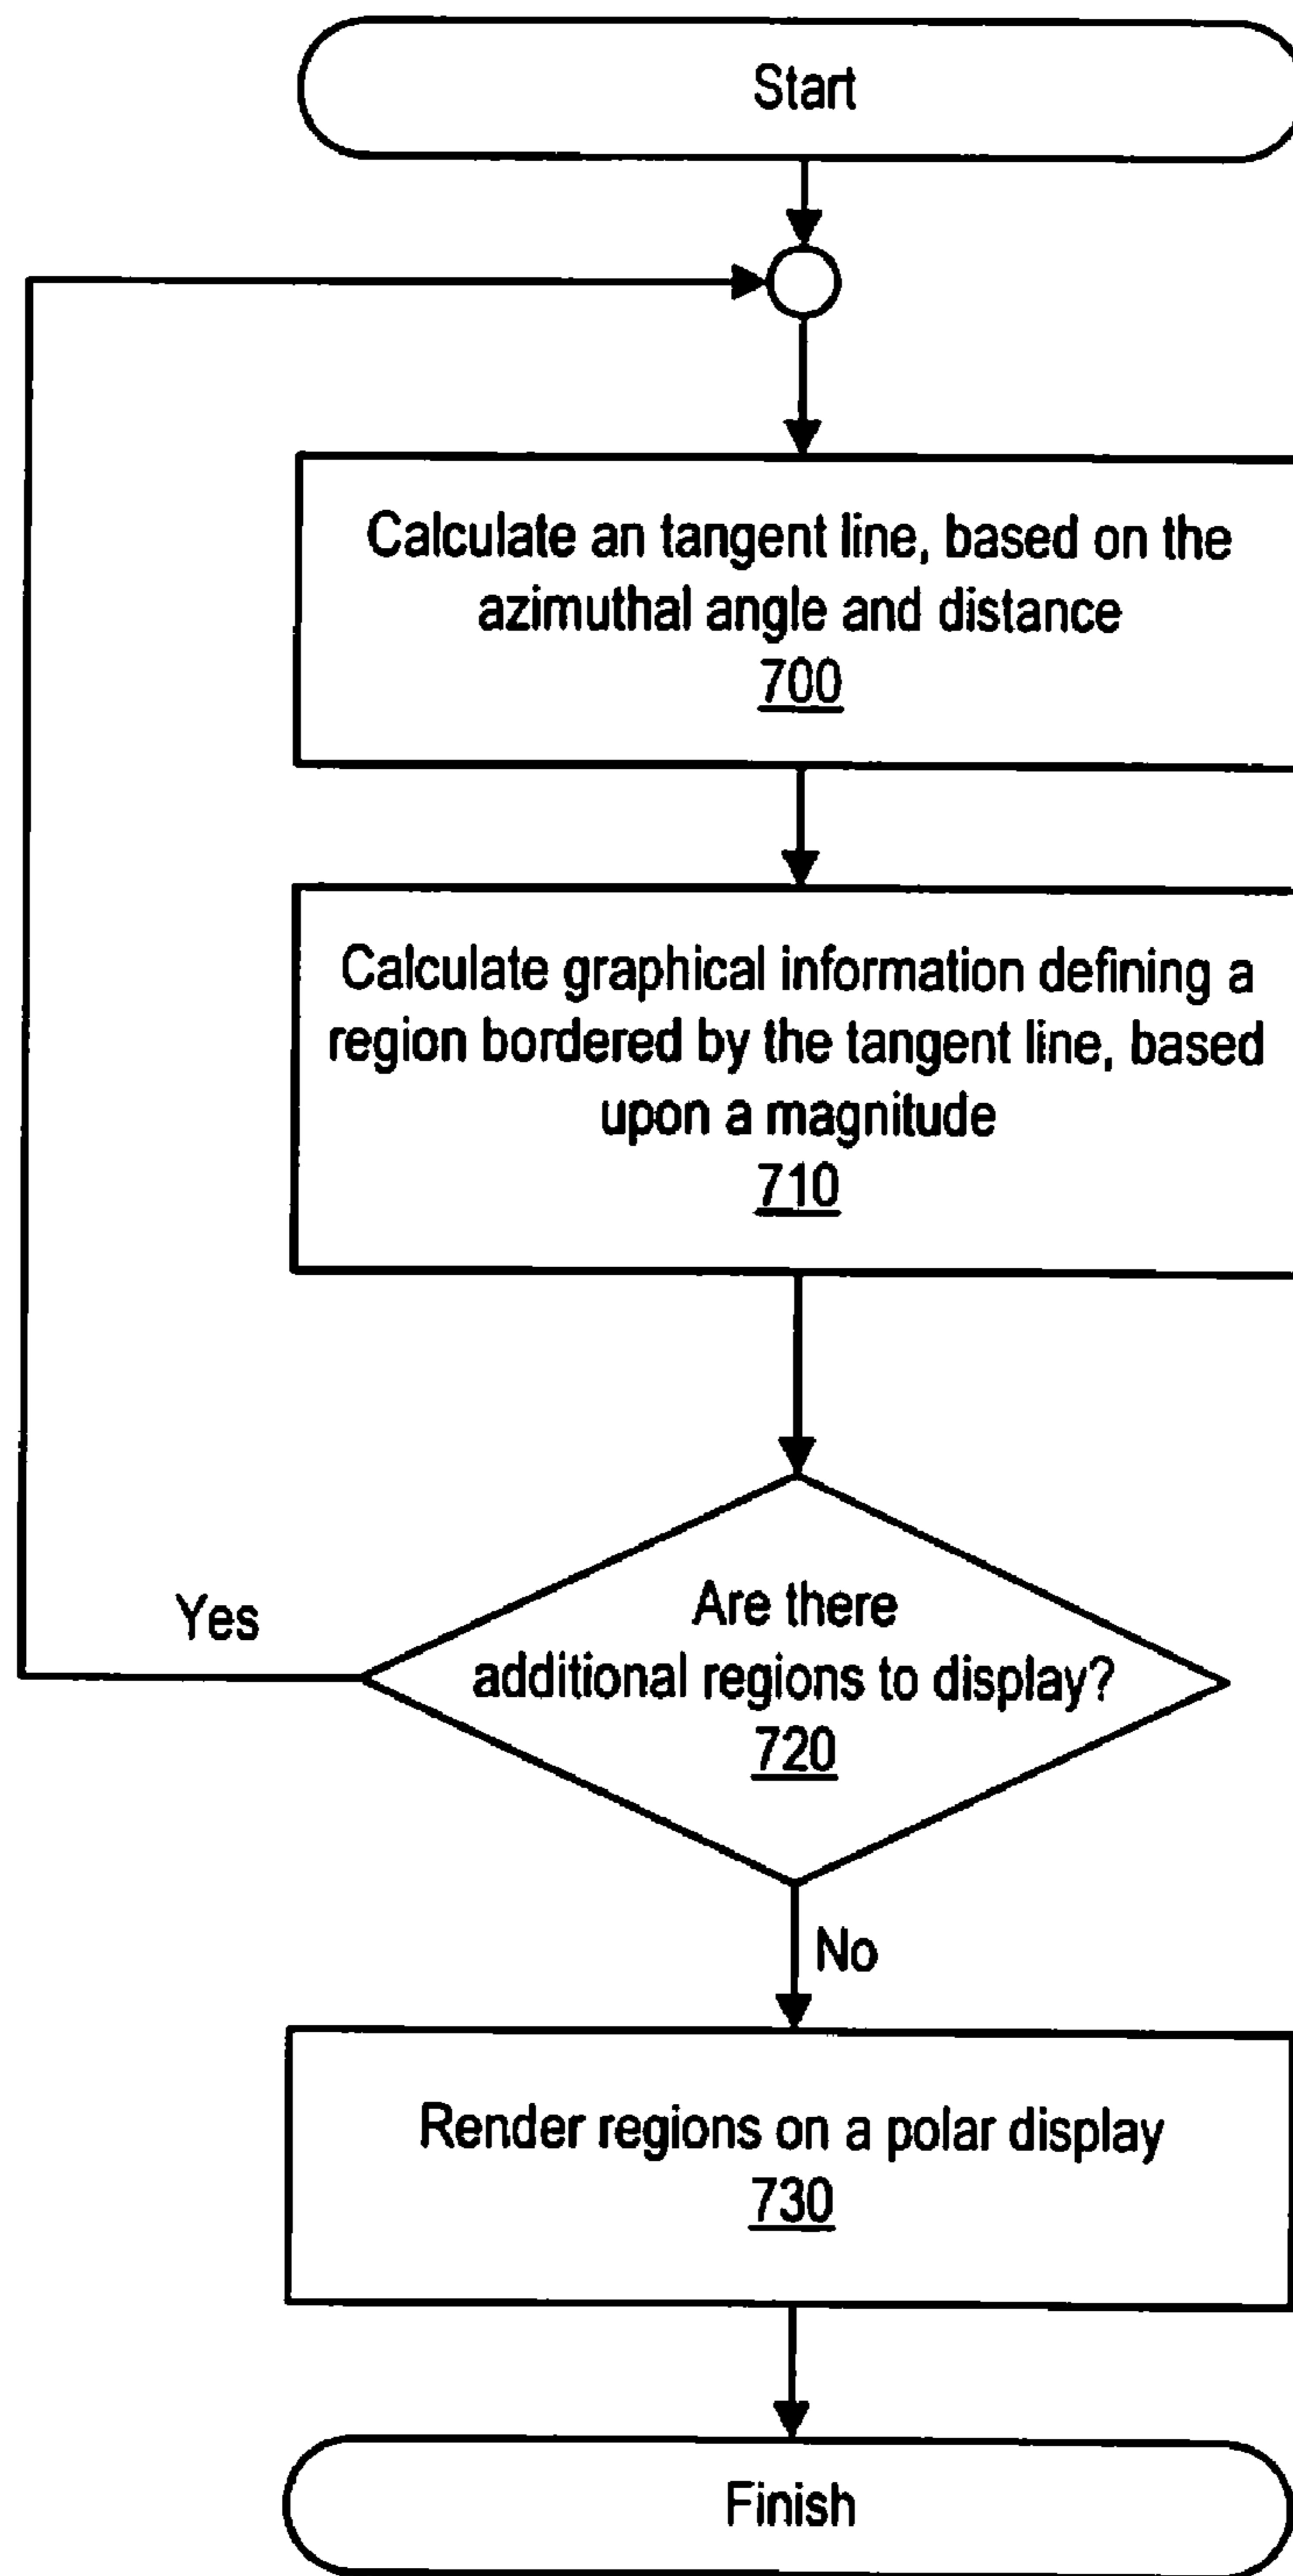 Start
Calculate an tangent line, based on the
azimuthal angle and distance
700
Calculate graphical information defining a
region bordered by the tangent line, based
upon a magnitude
710
Are there
additional regions to display?
720
Yes
No
Render regions on a polar display
730
Finish